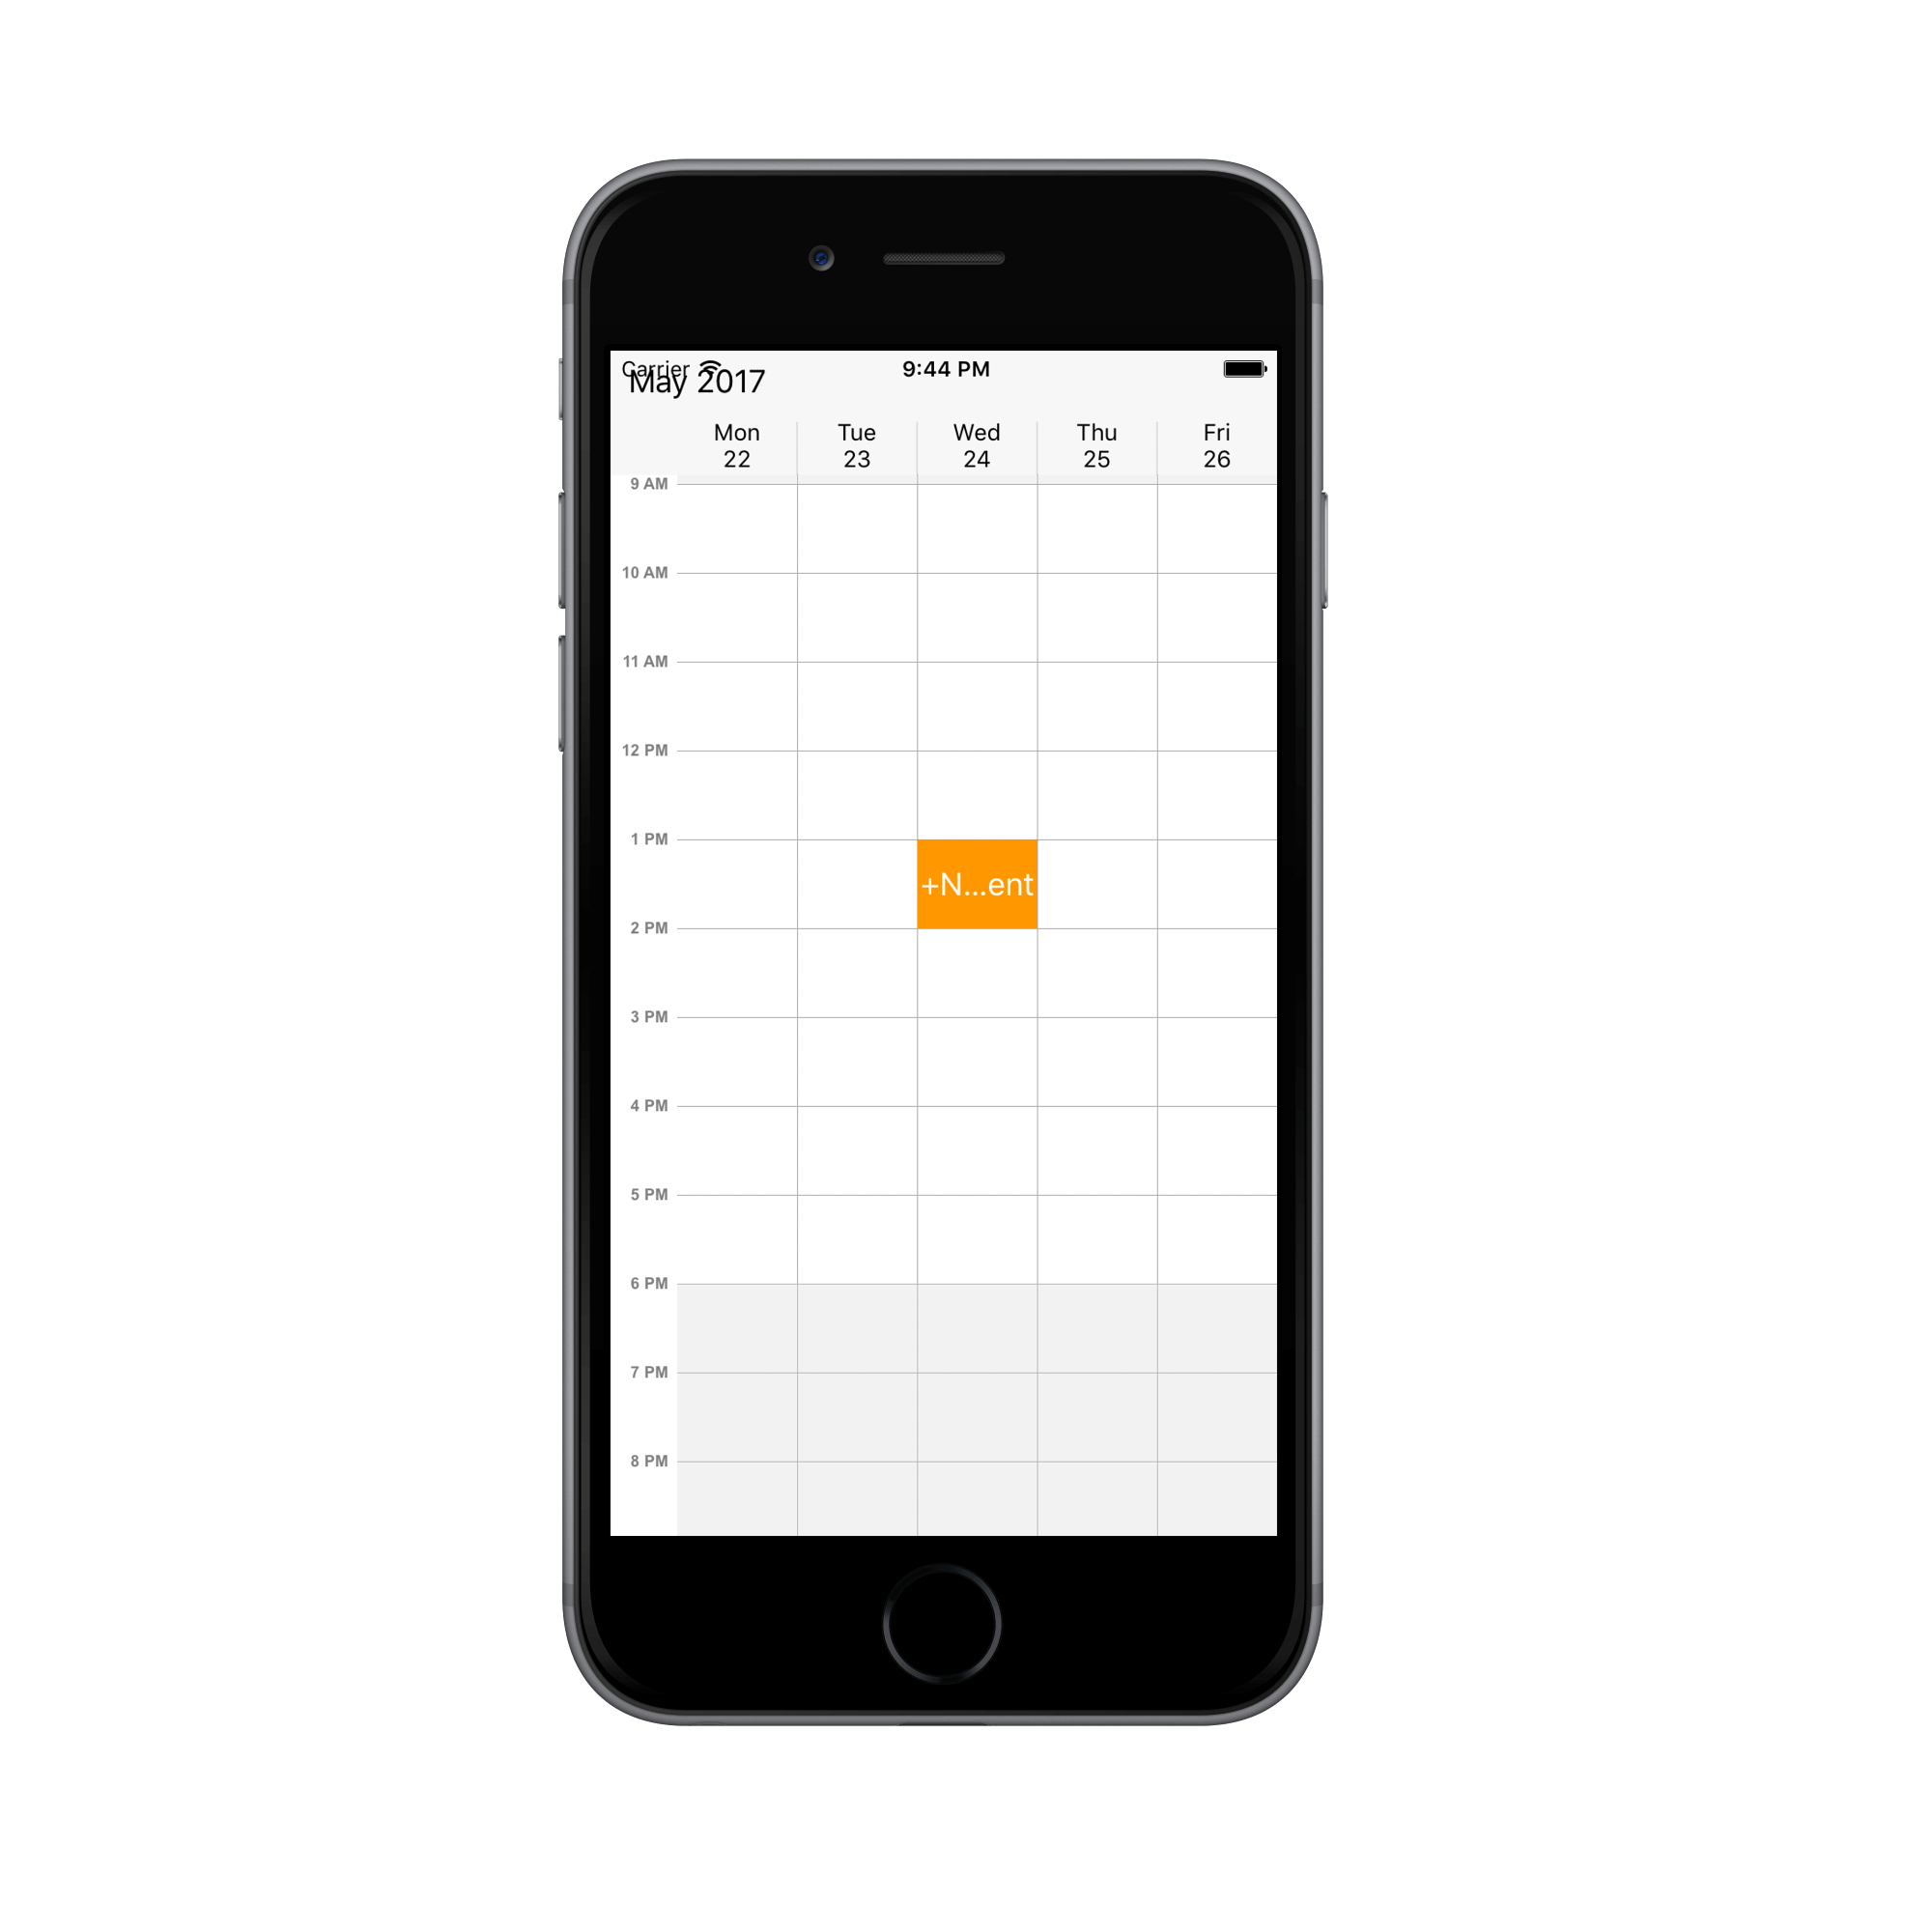 Carrier 9:44 PM
May 2017
Mon Tue Wed Thu Fri
22 23 24 25 26
9 AM
10 AM
11 AM
12 PM
1 PM
+N...ent
2 PM
3 PM
4 PM
5 PM
6 PM
7 PM
8 PM